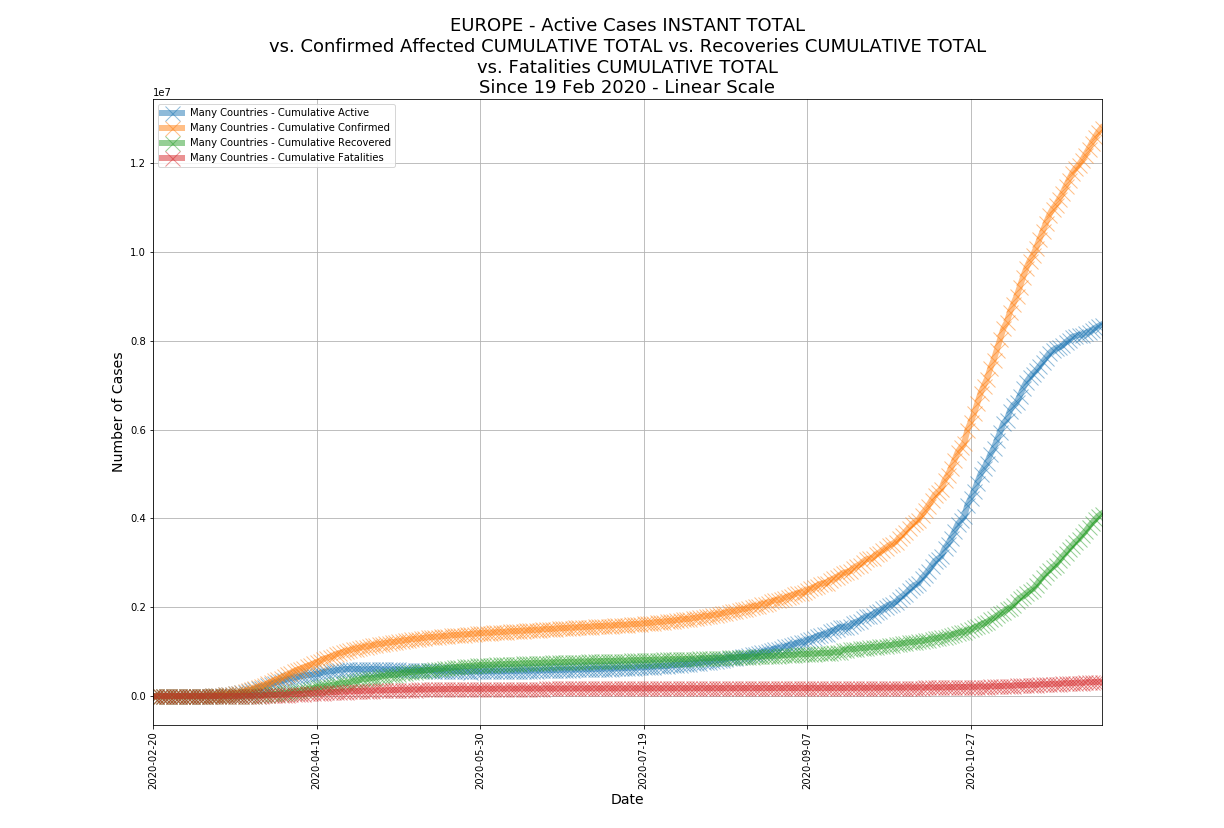 EUROPE - Active Cases INSTANT TOTAL
vs. Confirmed Affected CUMULATIVE TOTAL vs. Recoveries CUMULATIVE TOTAL
vs. Fatalities CUMULATIVE TOTAL
Since 19 Feb 2020 - Linear Scale
1e7
Many Countries - Cumulative Active
Many Countries - Cumulative Confirmed
Many Countries - Cumulative Recovered
Many Countries - Cumulative Fatalities
1.2
1.0
0.8
0.6
0.4
0.2
0.0
Number of Cases
2020-02-20
2020-04-10
2020-05-30
2020-07-19
2020-09-07
2020-10-27
Date